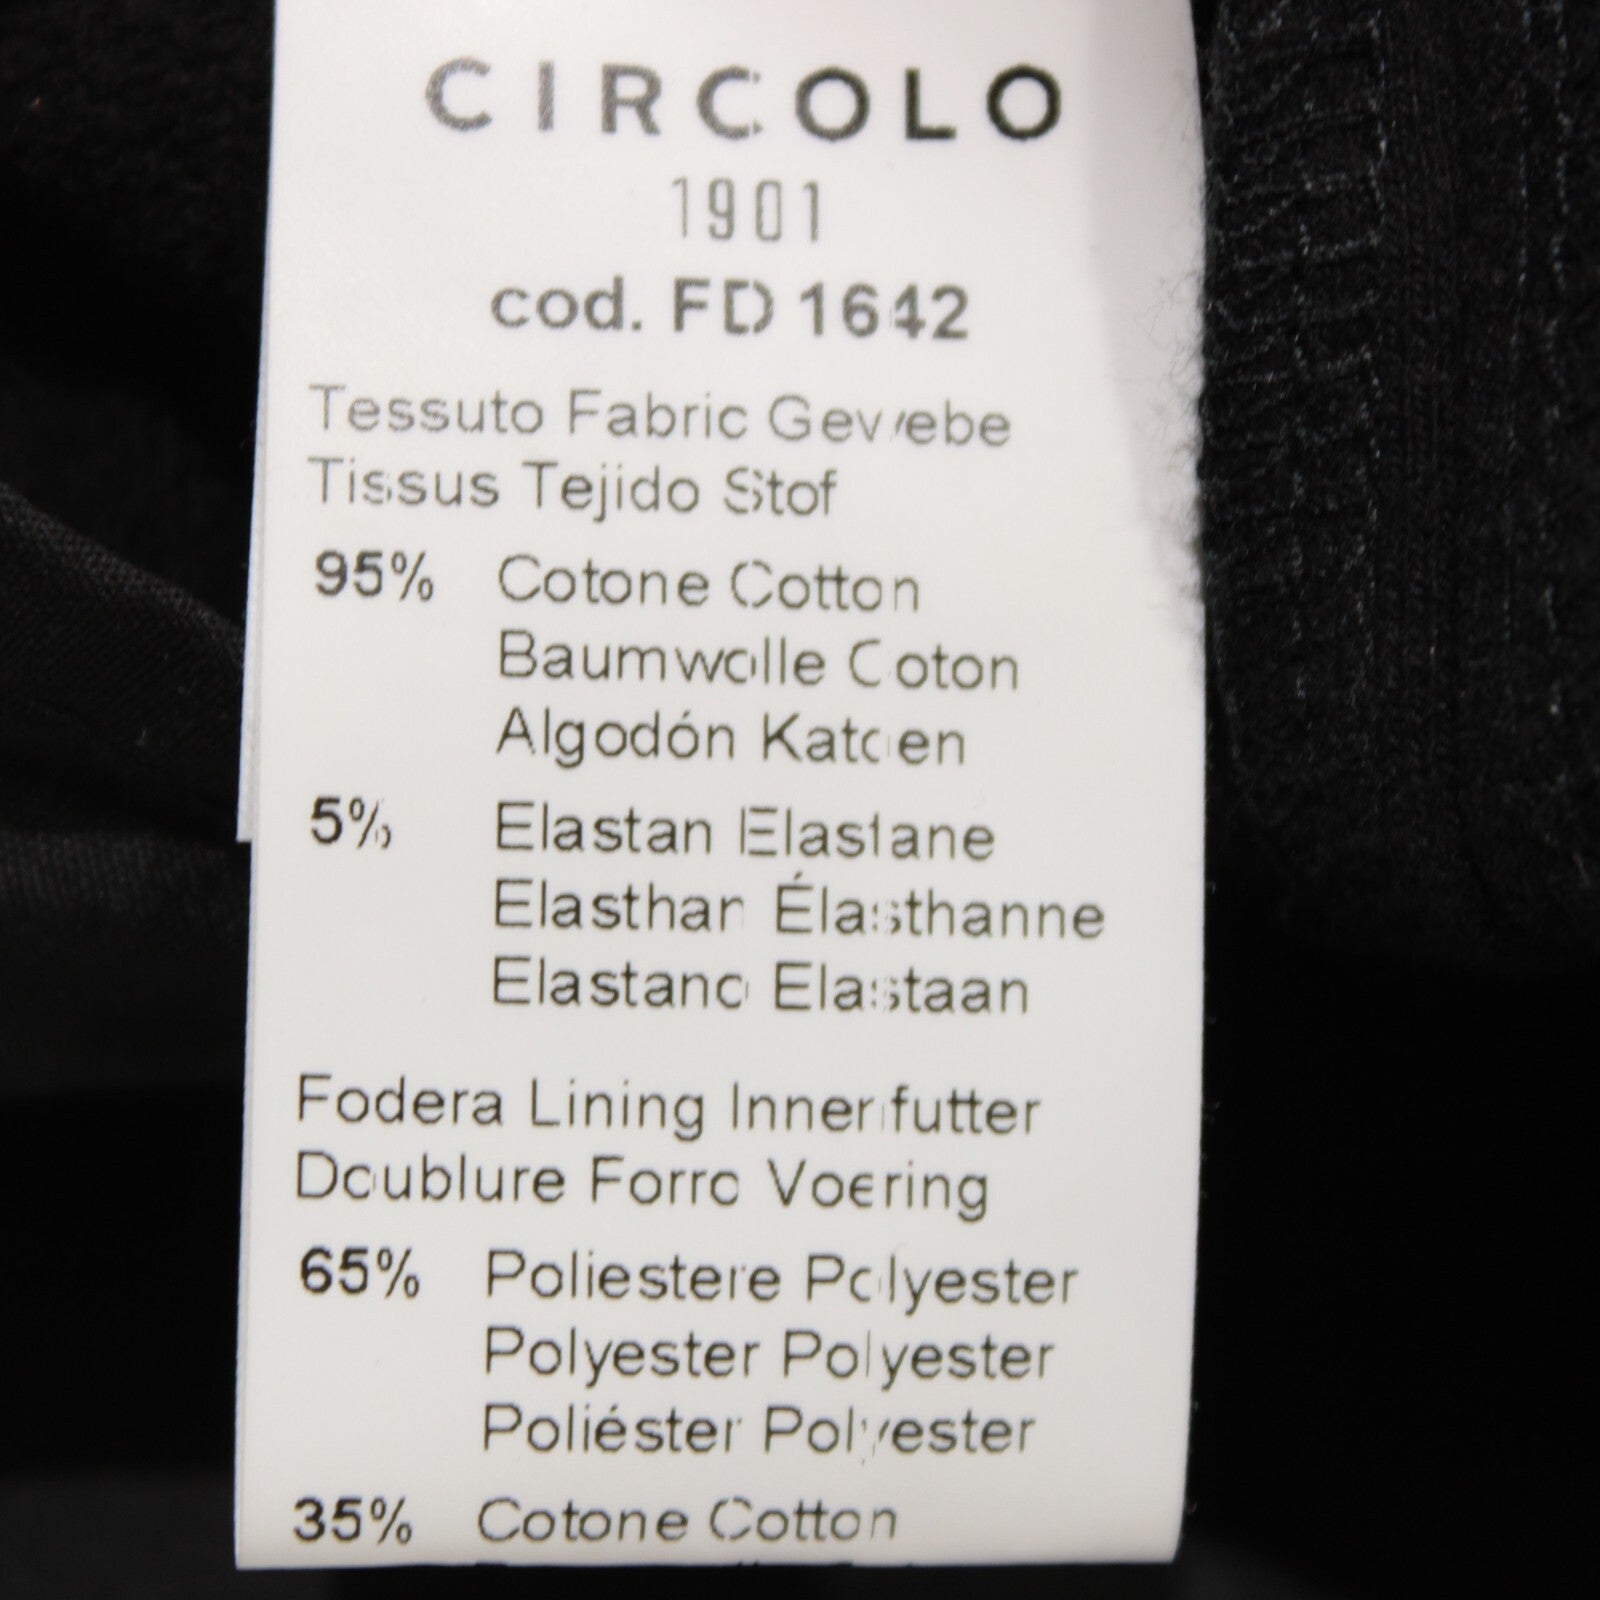 CIRCOLO
1901
cod. FD 1642
Tessuto Fabric Gewebe
Tissus Tejido Stof
95% Cotone Cotton
Baumwolle Coton
Algodón Katoen
5% Elastan Elastane
Elasthan Élasthanne
Elastano Elastaan
Fodera Lining Innenfutter
Doublure Forro Voering
65% Poliestere Polyester
Polyester Polyester
Poliéster Polyester
35% Cotone Cotton